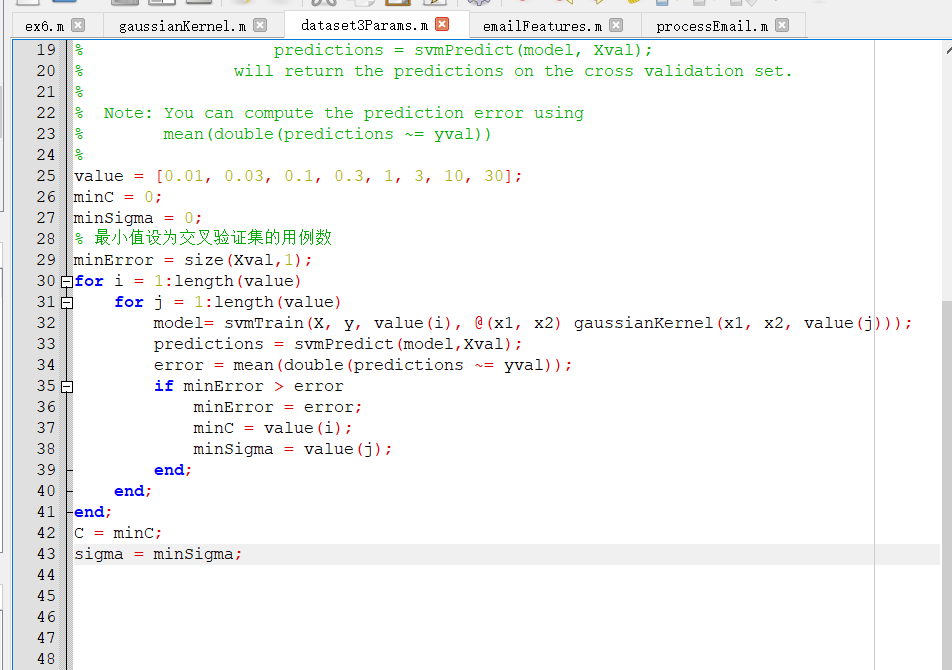 ex6.m gaussianKernel.m dataset3Params.m emailFeatures.m processEmail.m
19 %                   predictions = svmPredict(model, Xval);
20 %               will return the predictions on the cross validation set.
21 %
22 %  Note: You can compute the prediction error using
23 %        mean(double(predictions ~= yval))
24 %
25 value = [0.01, 0.03, 0.1, 0.3, 1, 3, 10, 30];
26 minC = 0;
27 minSigma = 0;
28 % 最小值设为交叉验证集的用例数
29 minError = size(Xval,1);
30 for i = 1:length(value)
31     for j = 1:length(value)
32         model= svmTrain(X, y, value(i), @(x1, x2) gaussianKernel(x1, x2, value(j)));
33         predictions = svmPredict(model,Xval);
34         error = mean(double(predictions ~= yval));
35         if minError > error
36             minError = error;
37             minC = value(i);
38             minSigma = value(j);
39         end;
40     end;
41 end;
42 C = minC;
43 sigma = minSigma;
44
45
46
47
48